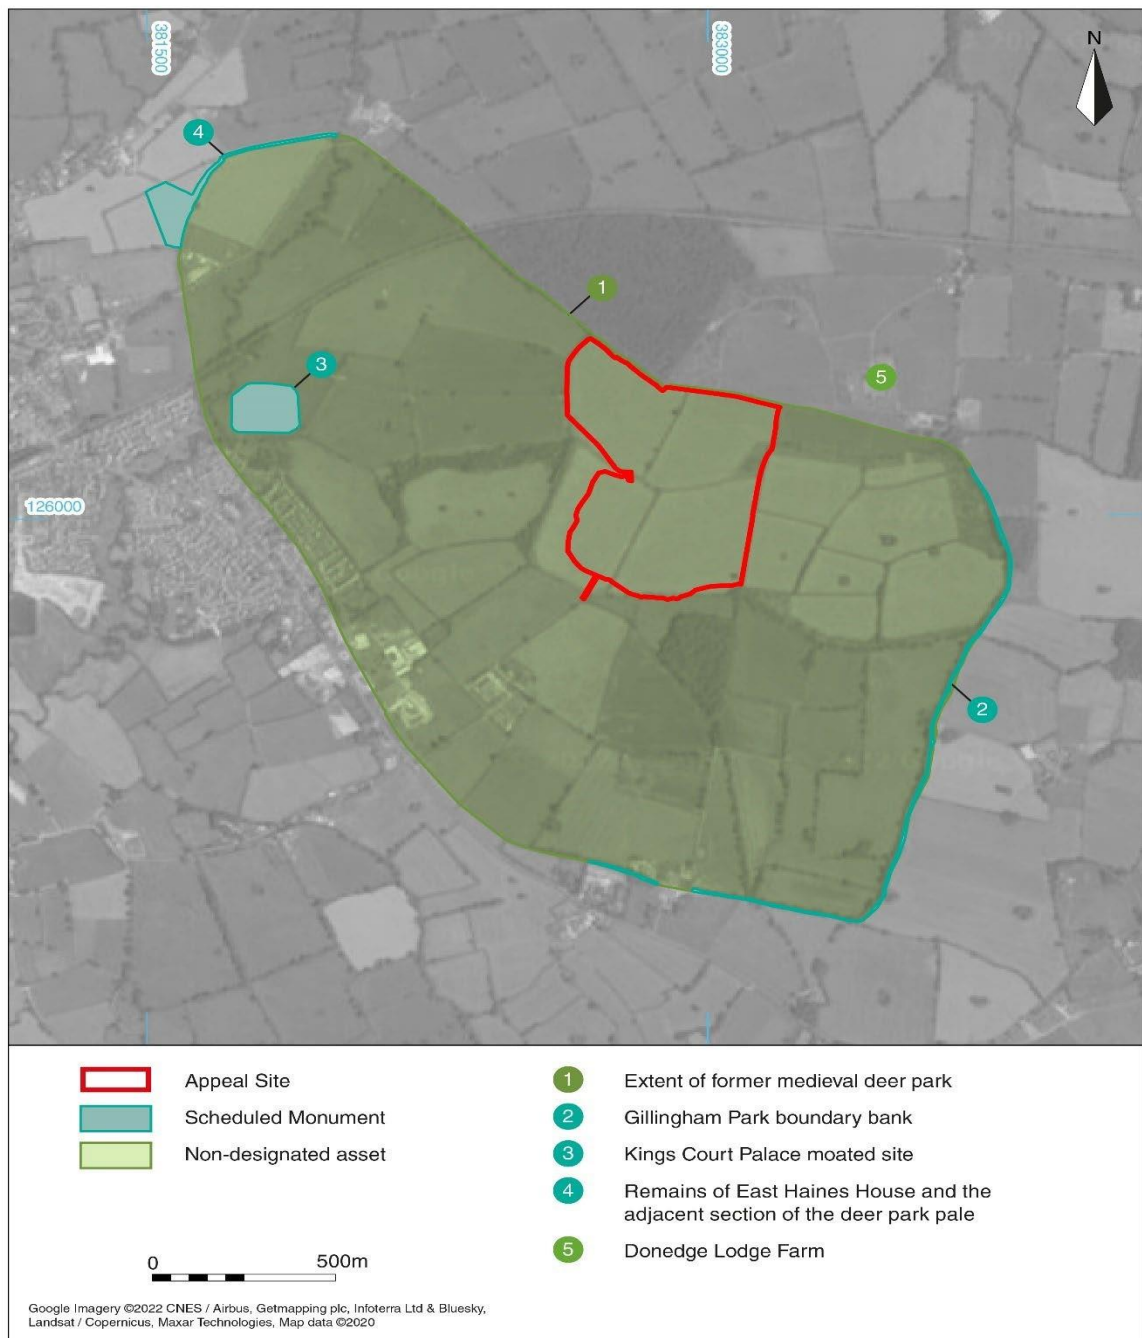 381500
383000
N
4
1
3
5
126000
2
Appeal Site
Scheduled Monument
Non-designated asset
0 500m
1 Extent of former medieval deer park
2 Gillingham Park boundary bank
3 Kings Court Palace moated site
4 Remains of East Haines House and the
adjacent section of the deer park pale
5 Donedge Lodge Farm
Google Imagery ©2022 CNES / Airbus, Getmapping plc, Infoterra Ltd & Bluesky,
Landsat / Copernicus, Maxar Technologies, Map data ©2020